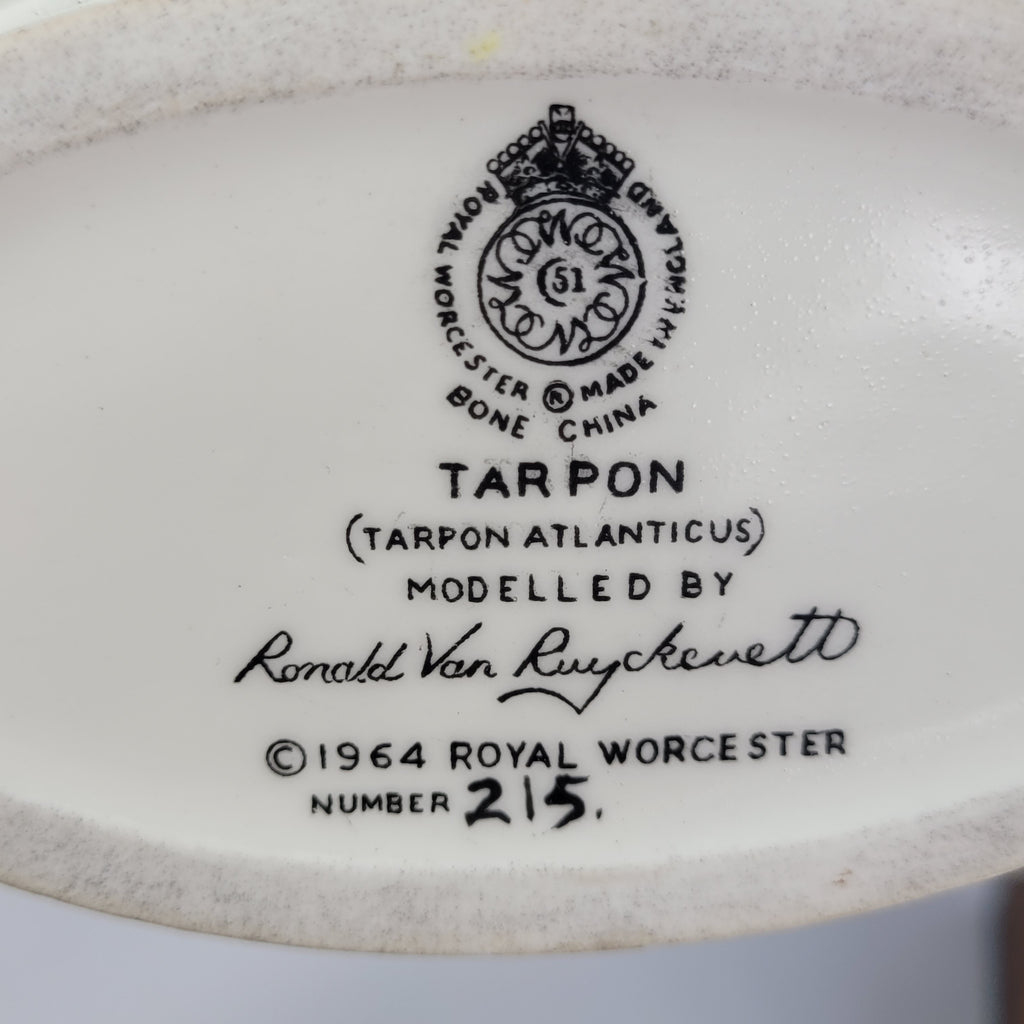 ROYAL WORCESTER ® MADE IN ENGLAND
51
BONE CHINA
TARPON
(TARPON ATLANTICUS)
MODELLED BY
Ronald Van Ruyckevelt
©1964 ROYAL WORCESTER
NUMBER 215.